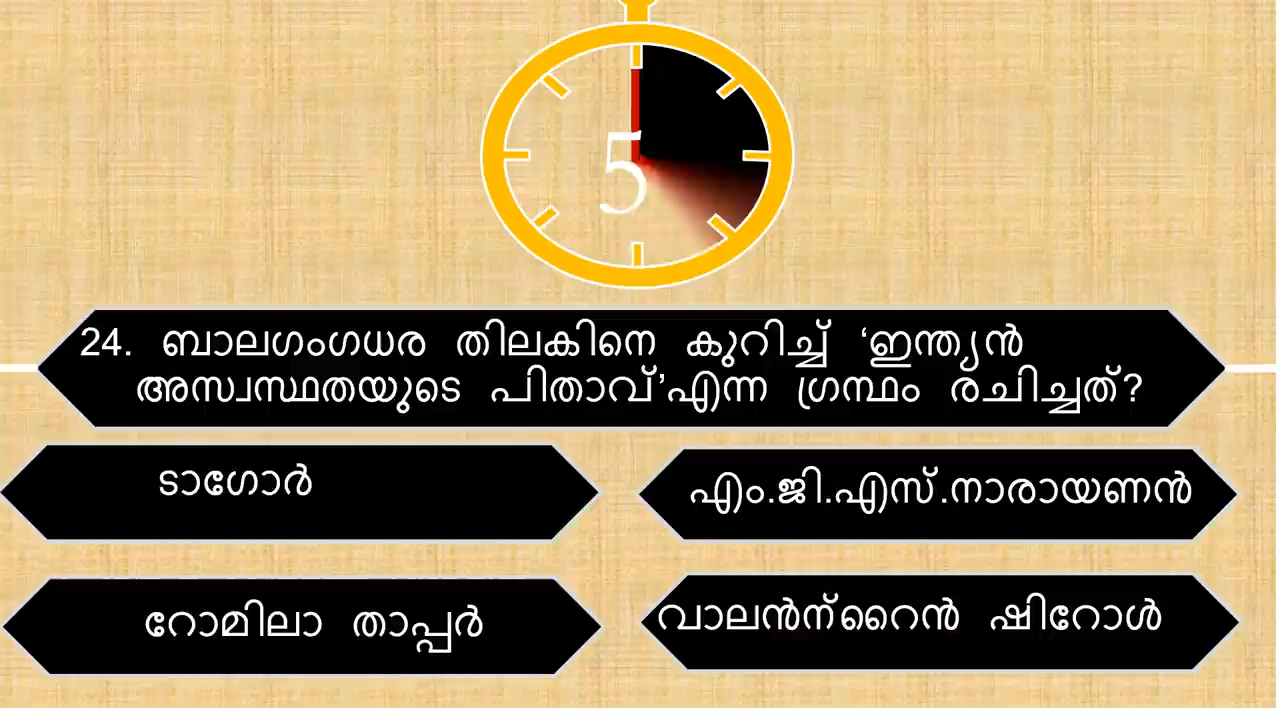 5
24. ബാലഗംഗധര തിലകിനെ കുറിച്ച് ‘ഇന്ത്യൻ
അസ്വസ്ഥതയുടെ പിതാവ്’എന്ന ഗ്രന്ഥം രചിച്ചത്?
ടാഗോർ
എം.ജി.എസ്.നാരായണൻ
റോമിലാ താപ്പർ
വാലൻന്റൈൻ ഷിറോൾ